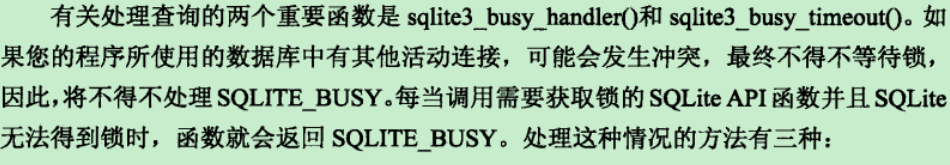 有关处理查询的两个重要函数是 sqlite3_busy_handler()和 sqlite3_busy_timeout()。如
果您的程序所使用的数据库中有其他活动连接，可能会发生冲突，最终不得不等待锁，
因此，将不得不处理 SQLITE_BUSY。每当调用需要获取锁的 SQLite API 函数并且 SQLite
无法得到锁时，函数就会返回 SQLITE_BUSY。处理这种情况的方法有三种：